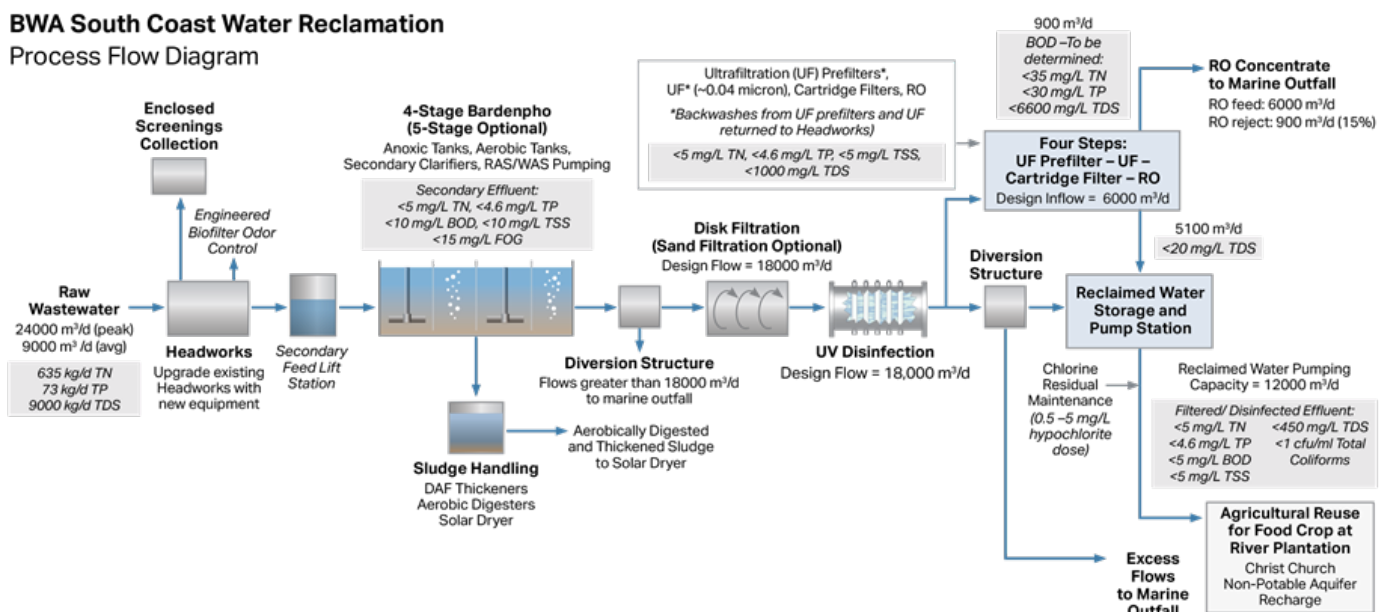 BWA South Coast Water Reclamation
Process Flow Diagram
Enclosed
Screenings
Collection
Engineered
Biofilter Odor
Control
Raw
Wastewater
24000 m³/d (peak)
9000 m³ /d (avg)
635 kg/d TN
73 kg/d TP
9000 kg/d TDS
Headworks
Upgrade existing
Headworks with
new equipment
Secondary
Feed Lift
Station
4-Stage Bardenpho
(5-Stage Optional)
Anoxic Tanks, Aerobic Tanks,
Secondary Clarifiers, RAS/WAS Pumping
Secondary Effluent:
<5 mg/L TN, <4.6 mg/L TP
<10 mg/L BOD, <10 mg/L TSS
<15 mg/L FOG
Sludge Handling
DAF Thickeners
Aerobic Digesters
Solar Dryer
Aerobically Digested
and Thickened Sludge
to Solar Dryer
Diversion Structure
Flows greater than 18000 m³/d
to marine outfall
Disk Filtration
(Sand Filtration Optional)
Design Flow = 18000 m³/d
UV Disinfection
Design Flow = 18,000 m³/d
Ultrafiltration (UF) Prefilters*,
UF* (~0.04 micron), Cartridge Filters, RO
*Backwashes from UF prefilters and UF
returned to Headworks)
<5 mg/L TN, <4.6 mg/L TP, <5 mg/L TSS,
<1000 mg/L TDS
900 m³/d
BOD –To be
determined:
<35 mg/L TN
<30 mg/L TP
<6600 mg/L TDS
RO Concentrate
to Marine Outfall
RO feed: 6000 m³/d
RO reject: 900 m³/d (15%)
Four Steps:
UF Prefilter – UF –
Cartridge Filter – RO
Design Inflow = 6000 m³/d
5100 m³/d
<20 mg/L TDS
Diversion
Structure
Reclaimed Water
Storage and
Pump Station
Chlorine
Residual
Maintenance
(0.5 –5 mg/L
hypochlorite
dose)
Reclaimed Water Pumping
Capacity = 12000 m³/d
Filtered/ Disinfected Effluent:
<5 mg/L TN <450 mg/L TDS
<4.6 mg/L TP <1 cfu/ml Total
<5 mg/L BOD Coliforms
<5 mg/L TSS
Excess
Flows
to Marine
Outfall
Agricultural Reuse
for Food Crop at
River Plantation
Christ Church
Non-Potable Aquifer
Recharge